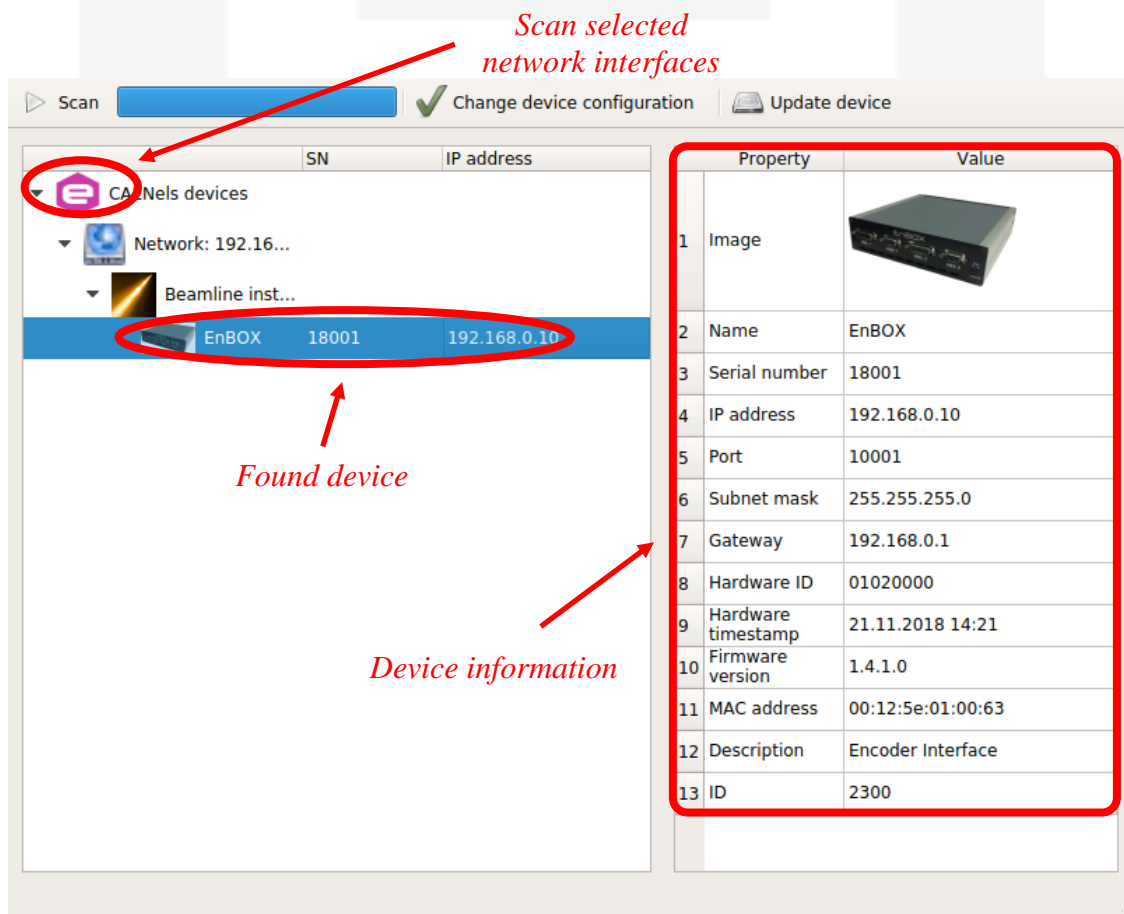 Scan selected
network interfaces
Scan
Change device configuration
Update device
SN IP address
Devices
Network: 192.16...
Beamline inst...
EnBOX 18001 192.168.0.10
Found device
Device information
Property Value
1 Image
EnBOX
2 Name EnBOX
3 Serial number 18001
4 IP address 192.168.0.10
5 Port 10001
6 Subnet mask 255.255.255.0
7 Gateway 192.168.0.1
8 Hardware ID 01020000
9 Hardware
timestamp 21.11.2018 14:21
10 Firmware
version 1.4.1.0
11 MAC address 00:12:5e:01:00:63
12 Description Encoder Interface
13 ID 2300